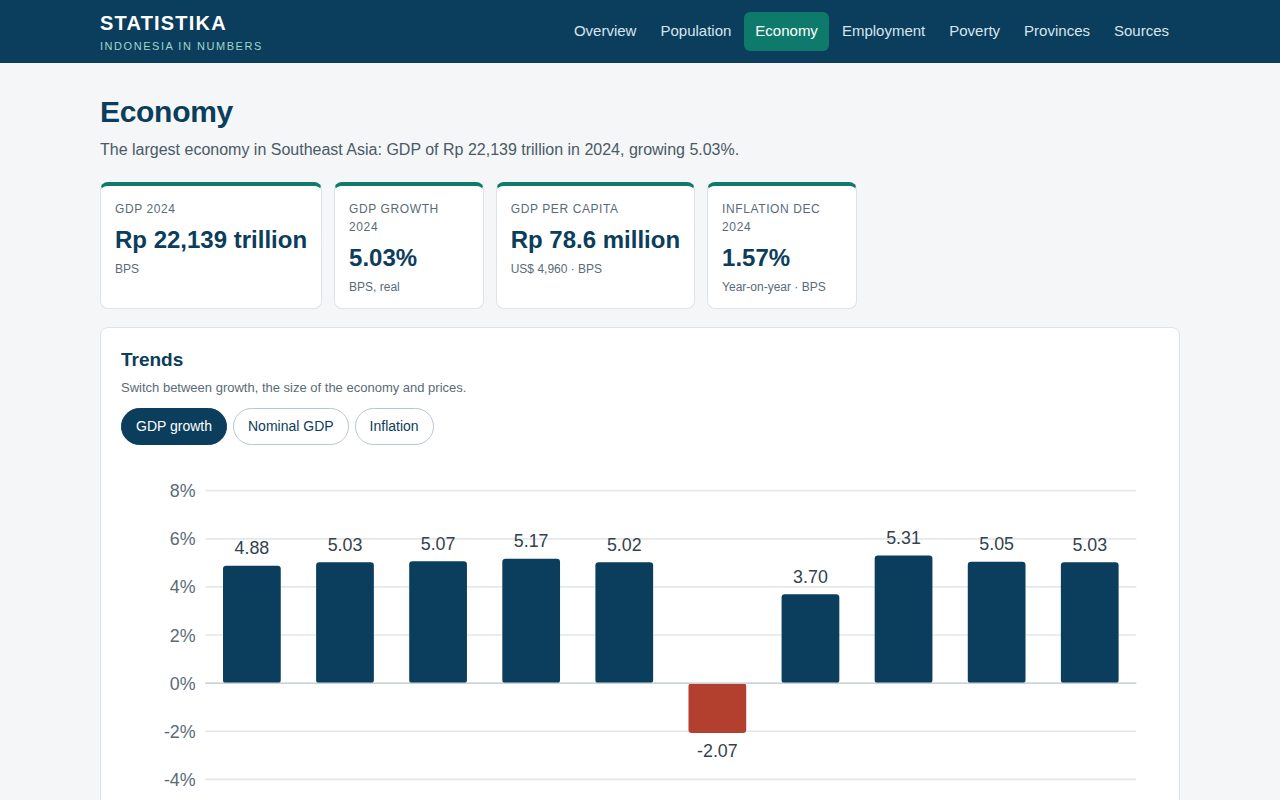 STATISTIKA
INDONESIA IN NUMBERS
Overview Population Economy Employment Poverty Provinces Sources
Economy
The largest economy in Southeast Asia: GDP of Rp 22,139 trillion in 2024, growing 5.03%.
GDP 2024
Rp 22,139 trillion
BPS
GDP GROWTH
2024
5.03%
BPS, real
GDP PER CAPITA
Rp 78.6 million
US$ 4,960 · BPS
INFLATION DEC
2024
1.57%
Year-on-year · BPS
Trends
Switch between growth, the size of the economy and prices.
GDP growth Nominal GDP Inflation
8%
6%
4%
2%
0%
-2%
-4%
4.88 5.03 5.07 5.17 5.02 -2.07 3.70 5.31 5.05 5.03